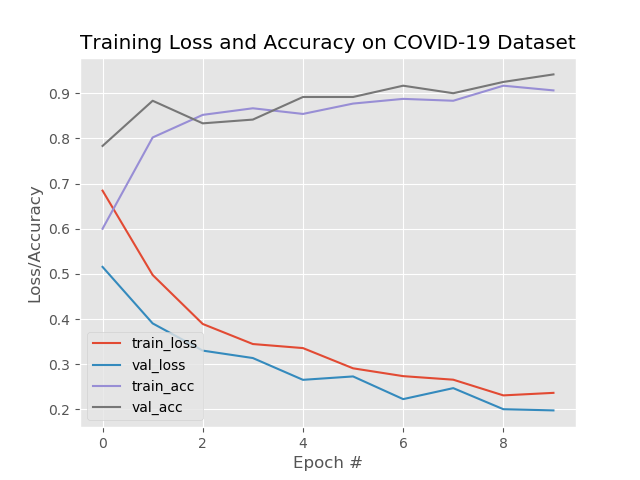 Training Loss and Accuracy on COVID-19 Dataset
Loss/Accuracy
0.9
0.8
0.7
0.6
0.5
0.4
0.3
0.2
train_loss
val_loss
train_acc
val_acc
0 2 4 6 8
Epoch #